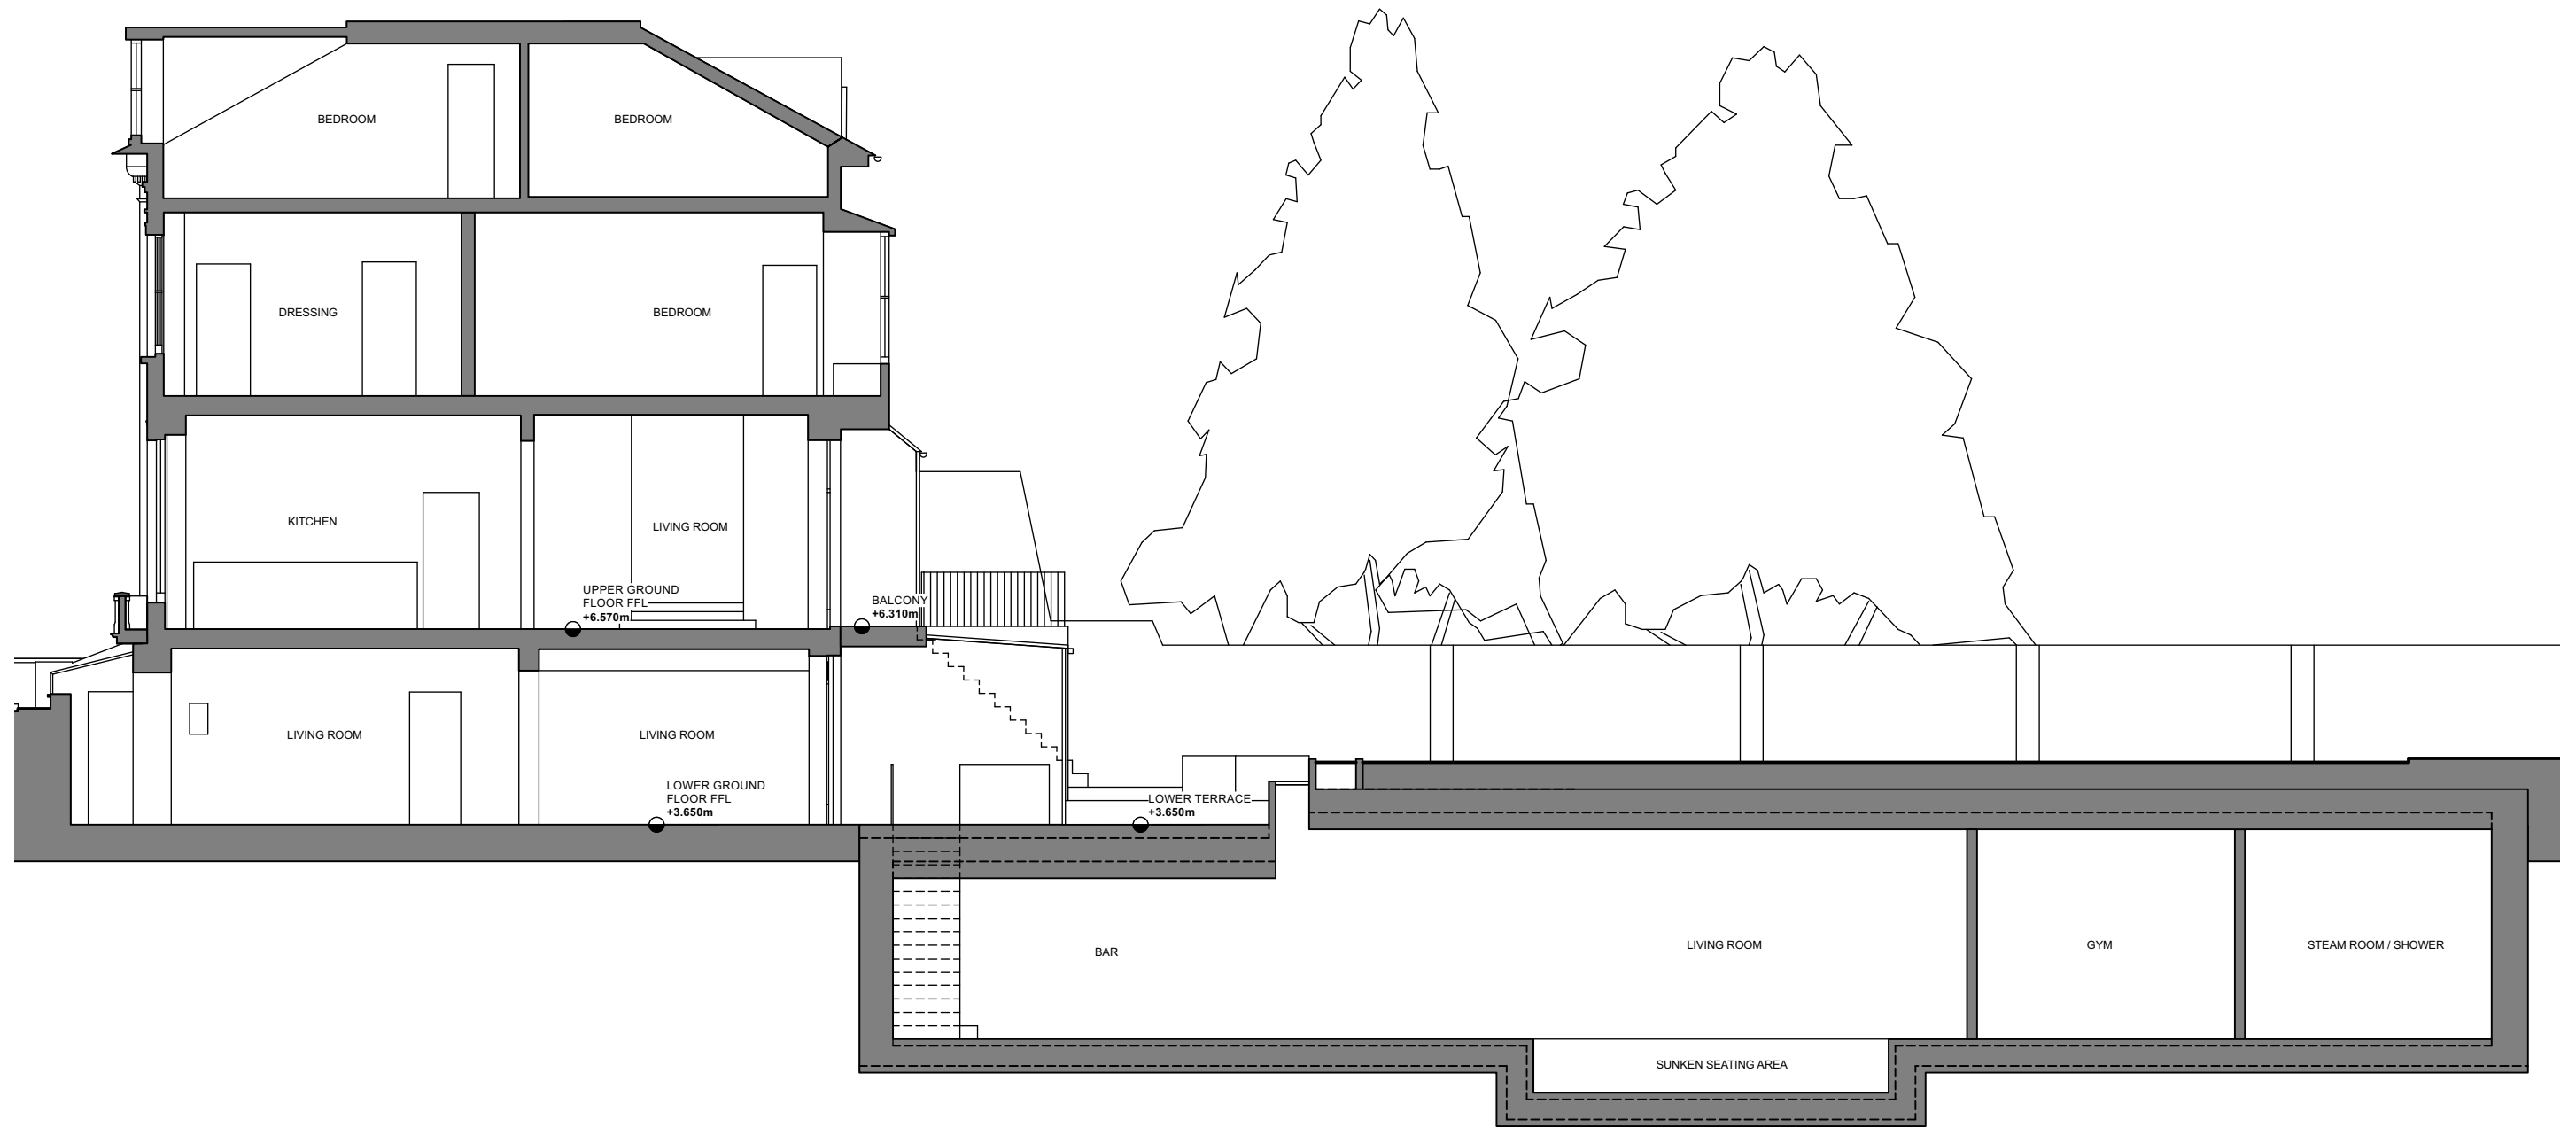 BEDROOM
BEDROOM
DRESSING
BEDROOM
KITCHEN
LIVING ROOM
UPPER GROUND
FLOOR FFL
+6.570m
BALCONY
+6.310m
LIVING ROOM
LIVING ROOM
LOWER GROUND
FLOOR FFL
+3.650m
LOWER TERRACE
+3.650m
BAR
LIVING ROOM
GYM
STEAM ROOM / SHOWER
SUNKEN SEATING AREA